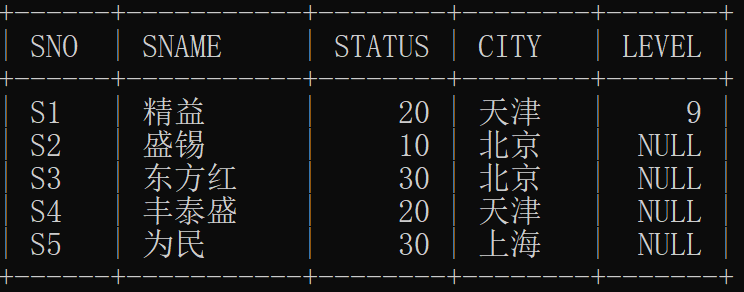 SNO SNAME STATUS CITY LEVEL
S1 精益 20 天津 9
S2 盛锡 10 北京 NULL
S3 东方红 30 北京 NULL
S4 丰泰盛 20 天津 NULL
S5 为民 30 上海 NULL